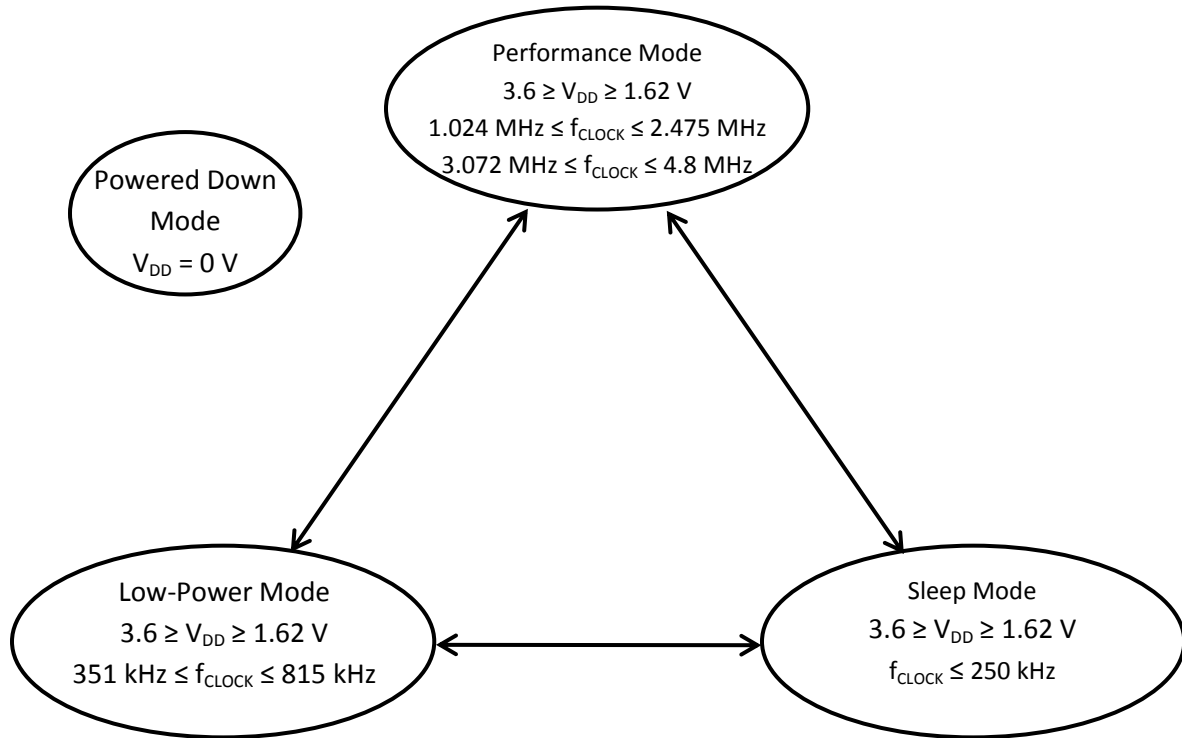 Performance Mode
3.6 ≥ V_DD ≥ 1.62 V
1.024 MHz ≤ f_CLOCK ≤ 2.475 MHz
3.072 MHz ≤ f_CLOCK ≤ 4.8 MHz
Powered Down
Mode
V_DD = 0 V
Low-Power Mode
3.6 ≥ V_DD ≥ 1.62 V
351 kHz ≤ f_CLOCK ≤ 815 kHz
Sleep Mode
3.6 ≥ V_DD ≥ 1.62 V
f_CLOCK ≤ 250 kHz